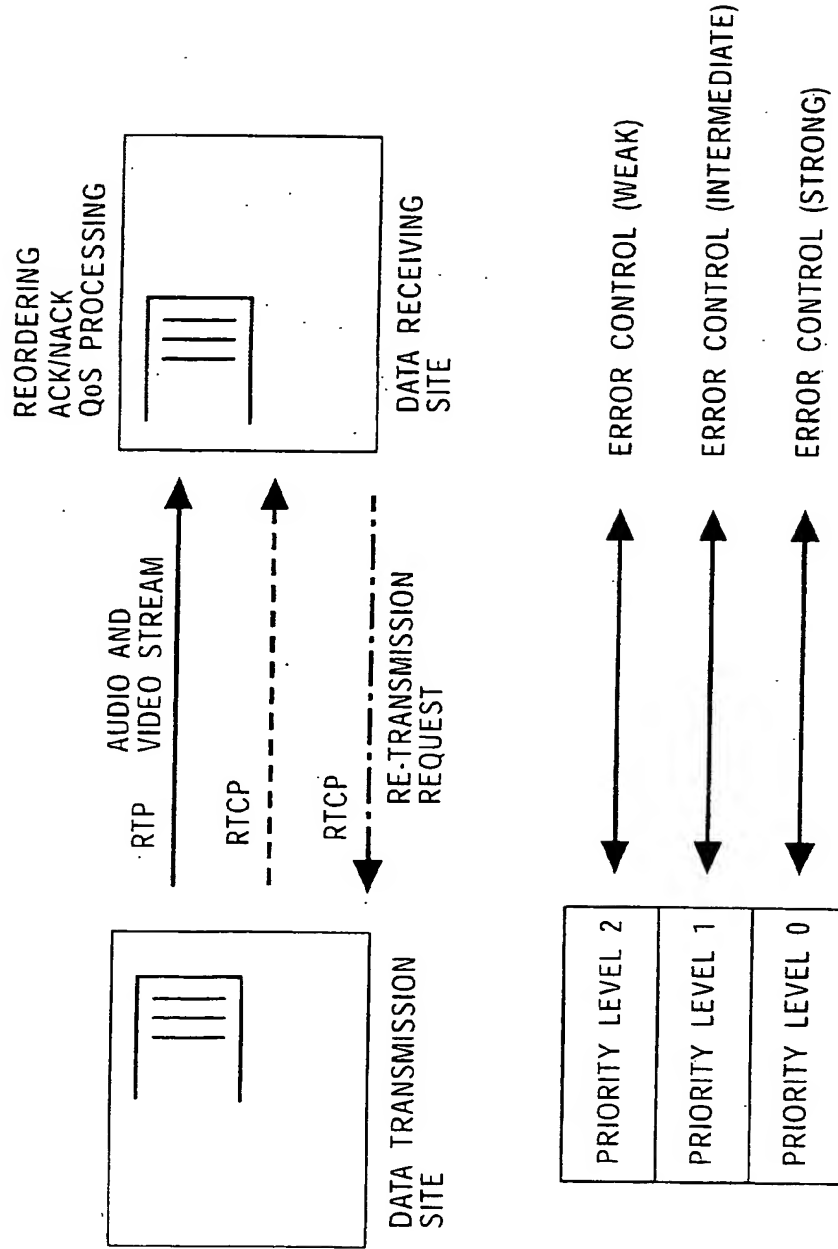 REORDERING
ACK/NACK
QoS PROCESSING
AUDIO AND
VIDEO STREAM
RTP
RTCP
RTCP
RE-TRANSMISSION
REQUEST
DATA TRANSMISSION
SITE
DATA RECEIVING
SITE
PRIORITY LEVEL 2
ERROR CONTROL (WEAK)
PRIORITY LEVEL 1
ERROR CONTROL (INTERMEDIATE)
PRIORITY LEVEL 0
ERROR CONTROL (STRONG)